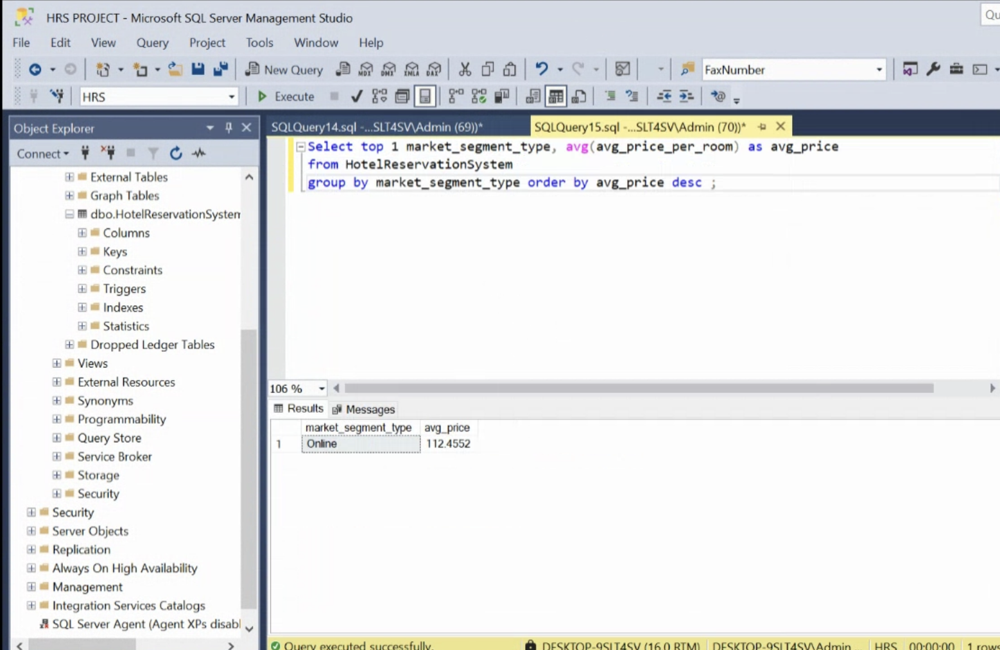 HRS PROJECT - Microsoft SQL Server Management Studio
Qu
File Edit View Query Project Tools Window Help
New Query MDX DMX XMLA DAX FaxNumber
HRS Execute
Object Explorer
SQLQuery14.sql -...SLT4SV\Admin (69))*
SQLQuery15.sql -...SLT4SV\Admin (70))*
Connect
Select top 1 market_segment_type, avg(avg_price_per_room) as avg_price
from HotelReservationSystem
group by market_segment_type order by avg_price desc ;
External Tables
Graph Tables
dbo.HotelReservationSystem
Columns
Keys
Constraints
Triggers
Indexes
Statistics
Dropped Ledger Tables
Views
External Resources
Synonyms
Programmability
Query Store
Service Broker
Storage
Security
Security
Server Objects
Replication
Always On High Availability
Management
Integration Services Catalogs
SQL Server Agent (Agent XPs disabl
106 %
Results Messages
market_segment_type avg_price
1 Online 112.4552
Query executed successfully. DESKTOP-9SLT4SV (16.0 RTM) DESKTOP-9SLT4SV\Admin ... HRS 00:00:00 1 rows